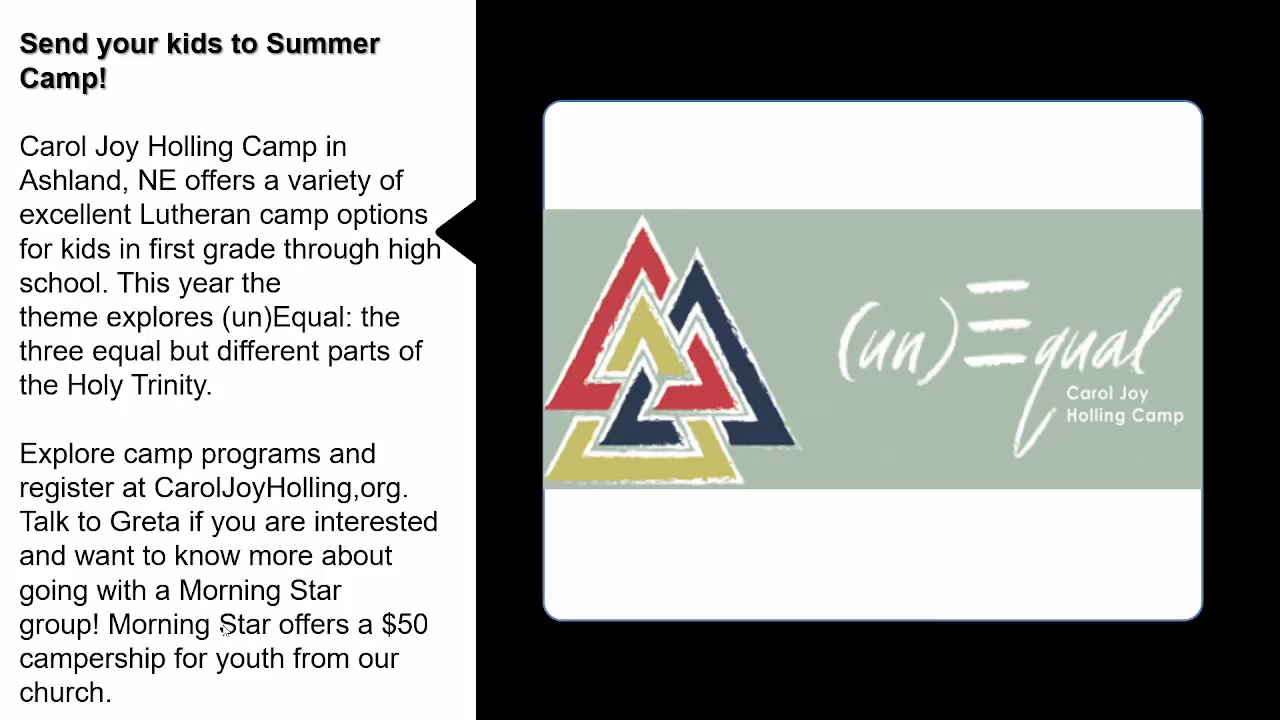 Send your kids to Summer
Camp!
Carol Joy Holling Camp in
Ashland, NE offers a variety of
excellent Lutheran camp options
for kids in first grade through high
school. This year the
theme explores (un)Equal: the
three equal but different parts of
the Holy Trinity.
Explore camp programs and
register at CarolJoyHolling,org.
Talk to Greta if you are interested
and want to know more about
going with a Morning Star
group! Morning Star offers a $50
campership for youth from our
church.
(un)Equal
Carol Joy
Holling Camp